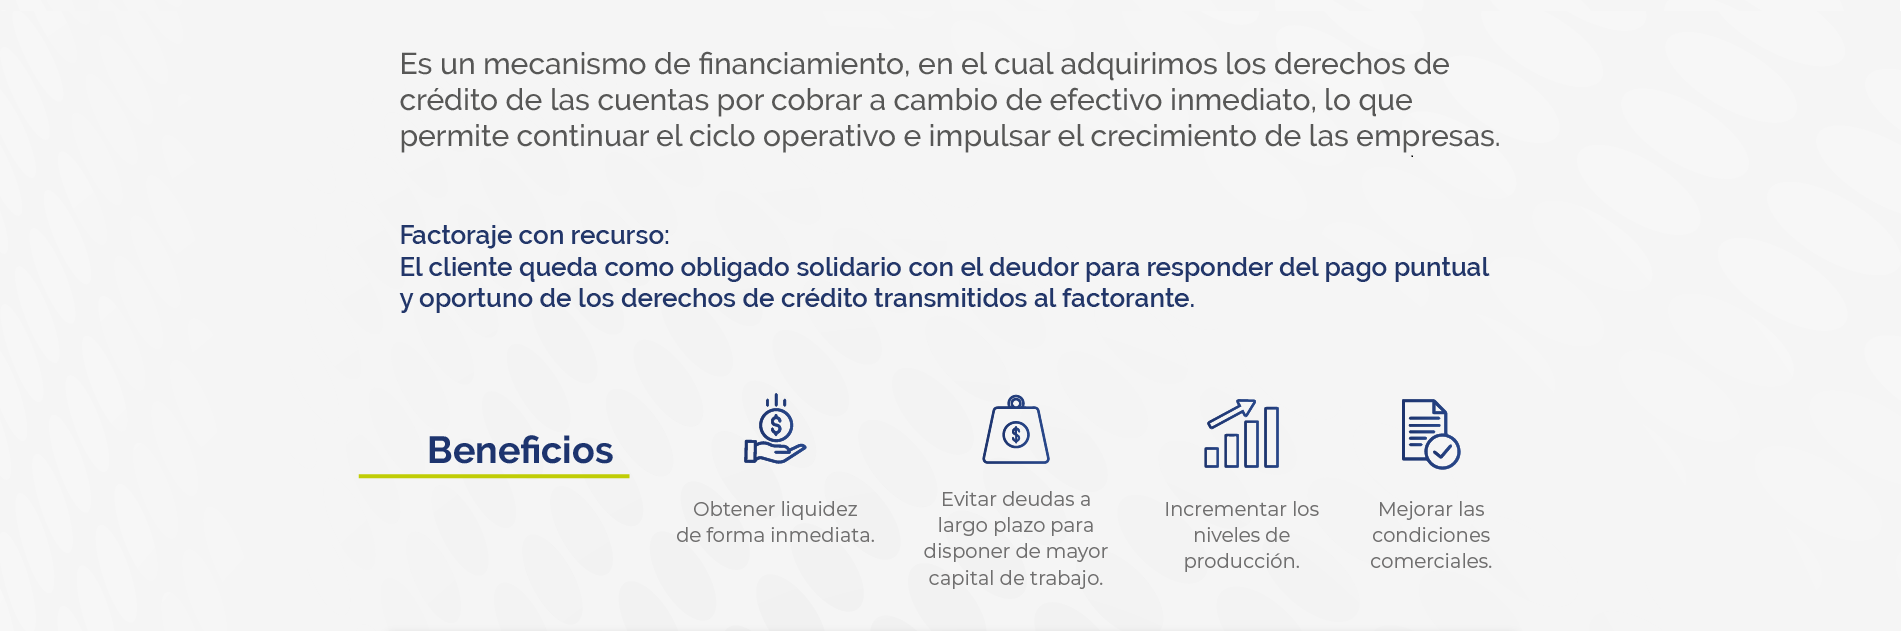 Es un mecanismo de financiamiento, en el cual adquirimos los derechos de
crédito de las cuentas por cobrar a cambio de efectivo inmediato, lo que
permite continuar el ciclo operativo e impulsar el crecimiento de las empresas.
Factoraje con recurso:
El cliente queda como obligado solidario con el deudor para responder del pago puntual
y oportuno de los derechos de crédito transmitidos al factorante.
Beneficios
$
Obtener liquidez
de forma inmediata.
$
Evitar deudas a
largo plazo para
disponer de mayor
capital de trabajo.
Incrementar los
niveles de
producción.
Mejorar las
condiciones
comerciales.